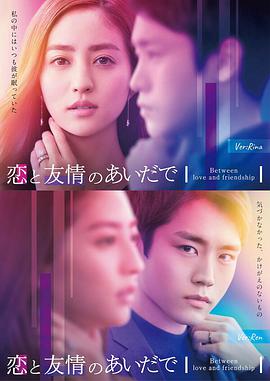 私の中にはいつも彼が眠っていた
Ver:Rina
恋と友情のあいだで
Between
love and friendship
気づかなかった、かけがえのないもの
Ver:Ren
恋と友情のあいだで
Between
love and friendship